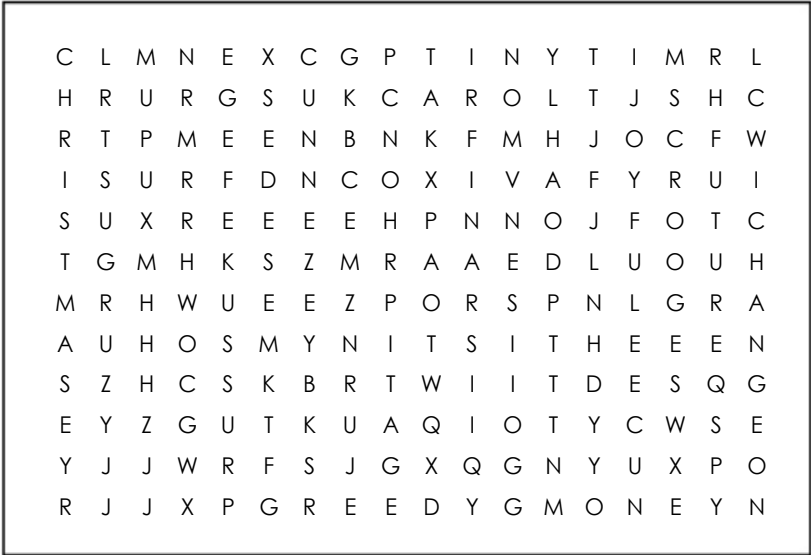 C L M N E X C G P T I N Y T I M R L
H R U R G S U K C A R O L T J S H C
R T P M E E N B N K F M H J O C F W
I S U R F D N C O X I V A F Y R U I
S U X R E E E E H P N N O J F O T C
T G M H K S Z M R A A E D L U O U H
M R H W U E E Z P O R S P N L G R A
A U H O S M Y N I T S I T H E E E N
S Z H C S K B R T W I I T D E S Q G
E Y Z G U T K U A Q I O T Y C W S E
Y J J W R F S J G X Q G N Y U X P O
R J J X P G R E E D Y G M O N E Y N